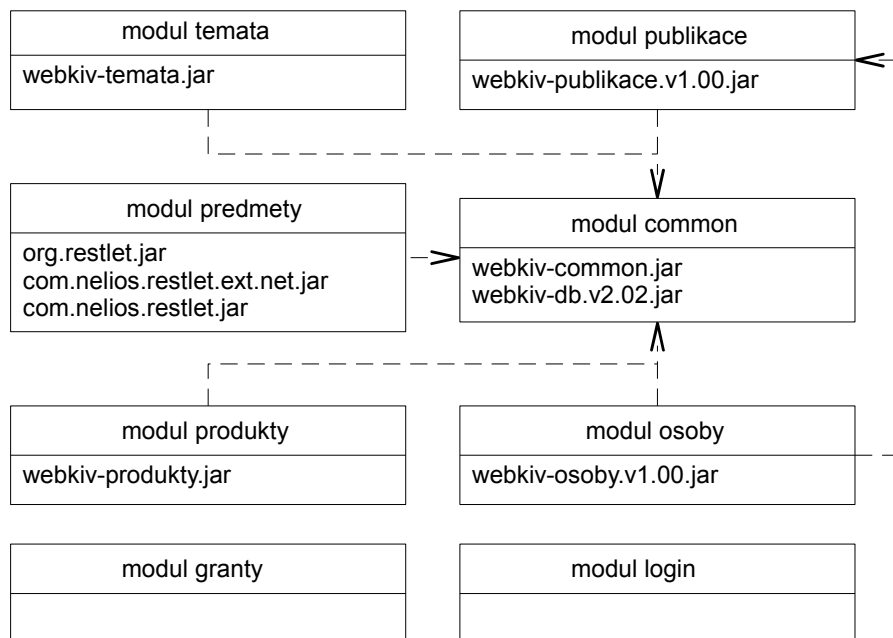 modul temata
webkiv-temata.jar
modul publikace
webkiv-publikace.v1.00.jar
modul predmety
org.restlet.jar
com.nelios.restlet.ext.net.jar
com.nelios.restlet.jar
modul common
webkiv-common.jar
webkiv-db.v2.02.jar
modul produkty
webkiv-produkty.jar
modul osoby
webkiv-osoby.v1.00.jar
modul granty
modul login